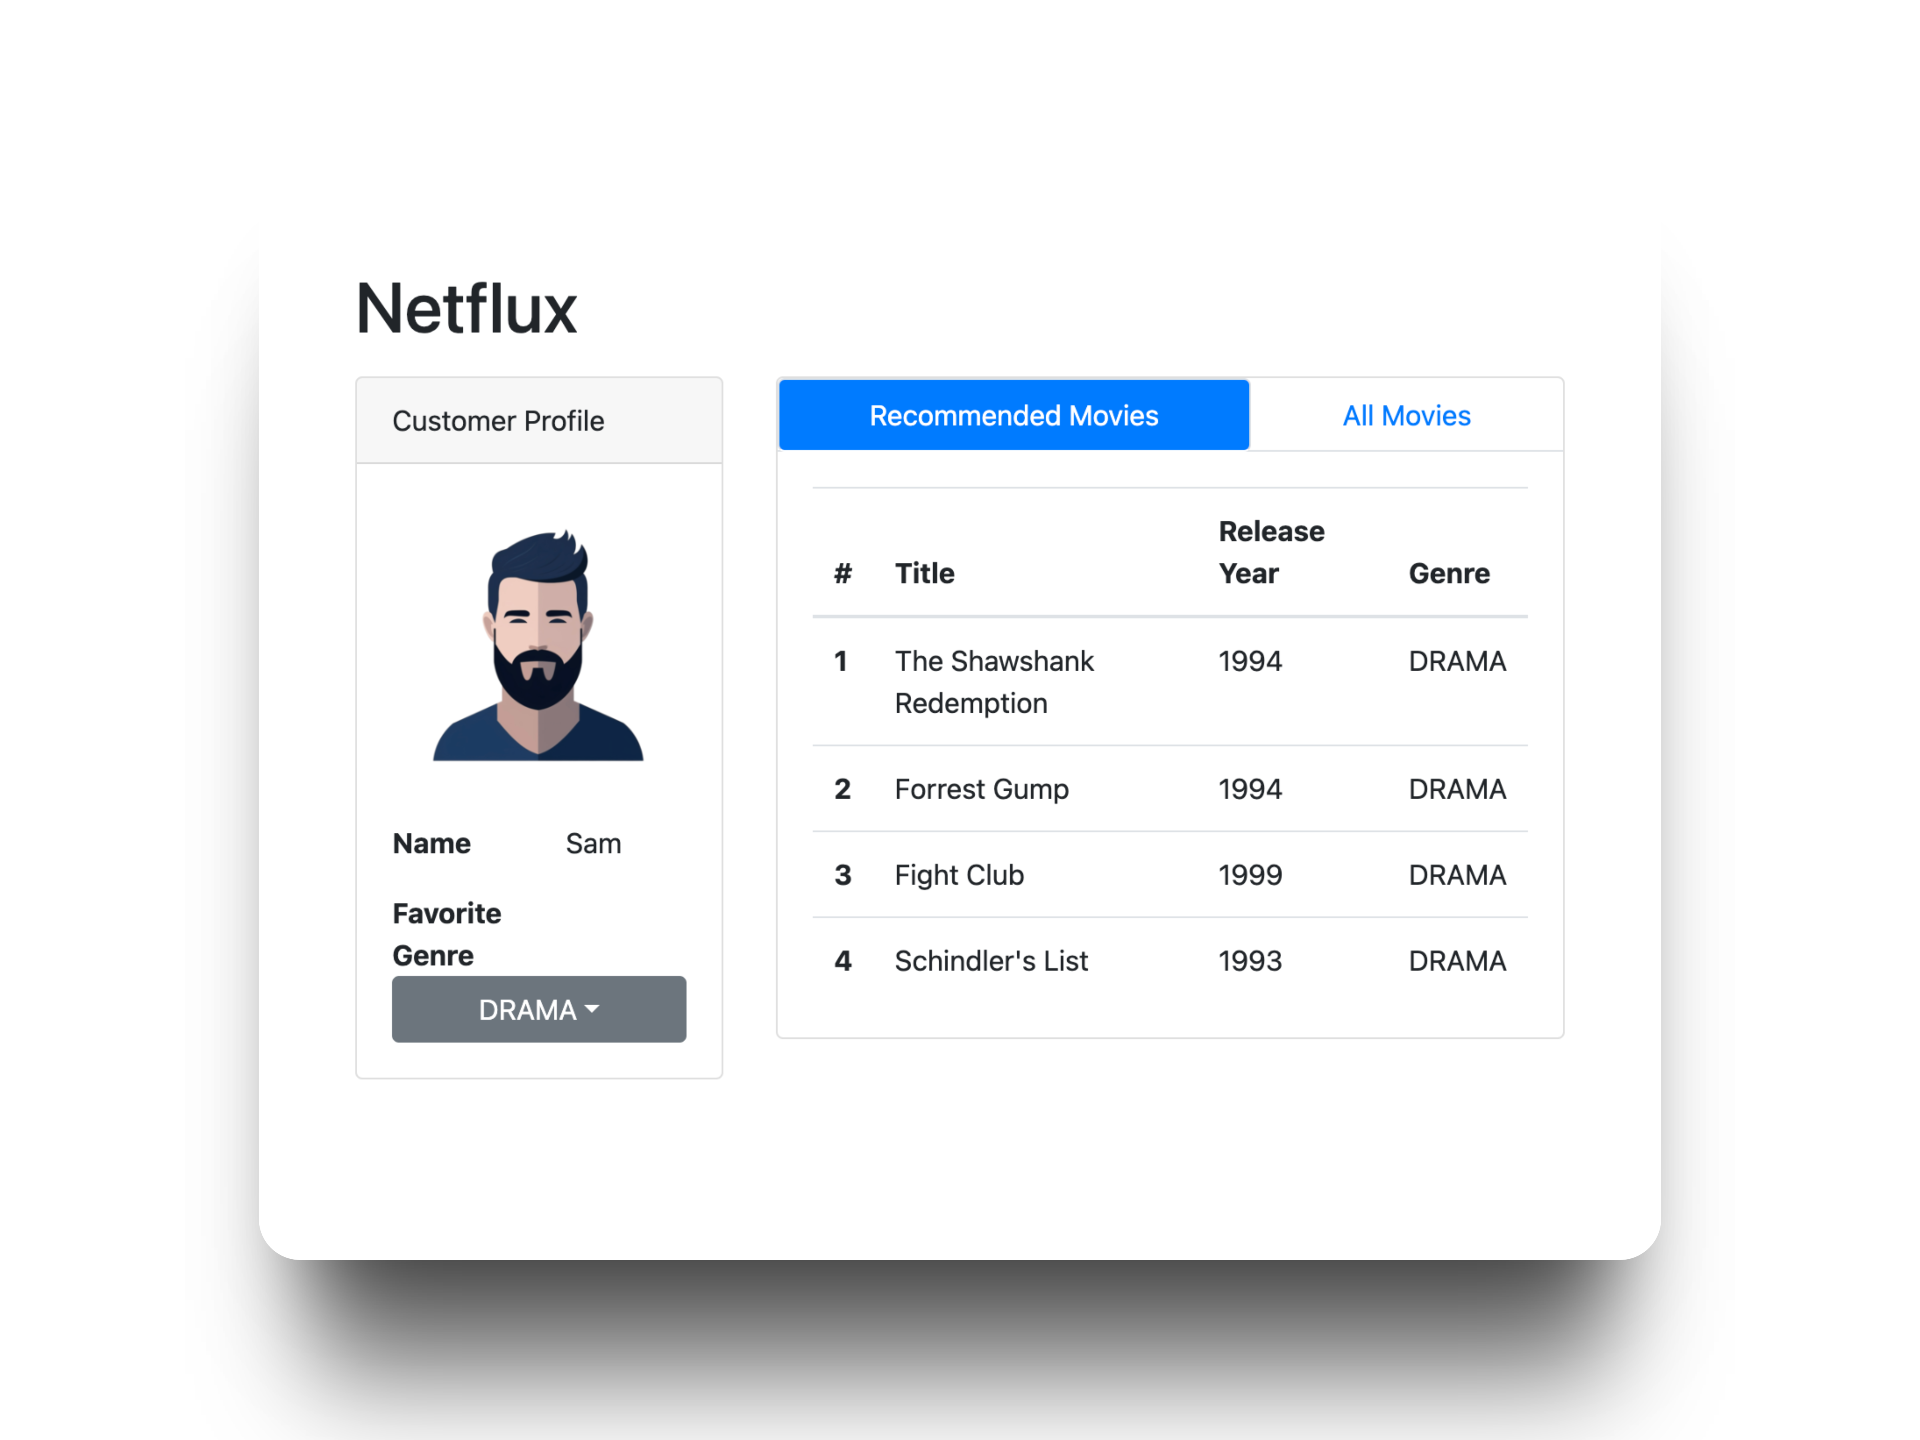 Netflux
Customer Profile
Name Sam
Favorite
Genre
DRAMA
Recommended Movies All Movies
# Title Release Year Genre
1 The Shawshank Redemption 1994 DRAMA
2 Forrest Gump 1994 DRAMA
3 Fight Club 1999 DRAMA
4 Schindler's List 1993 DRAMA